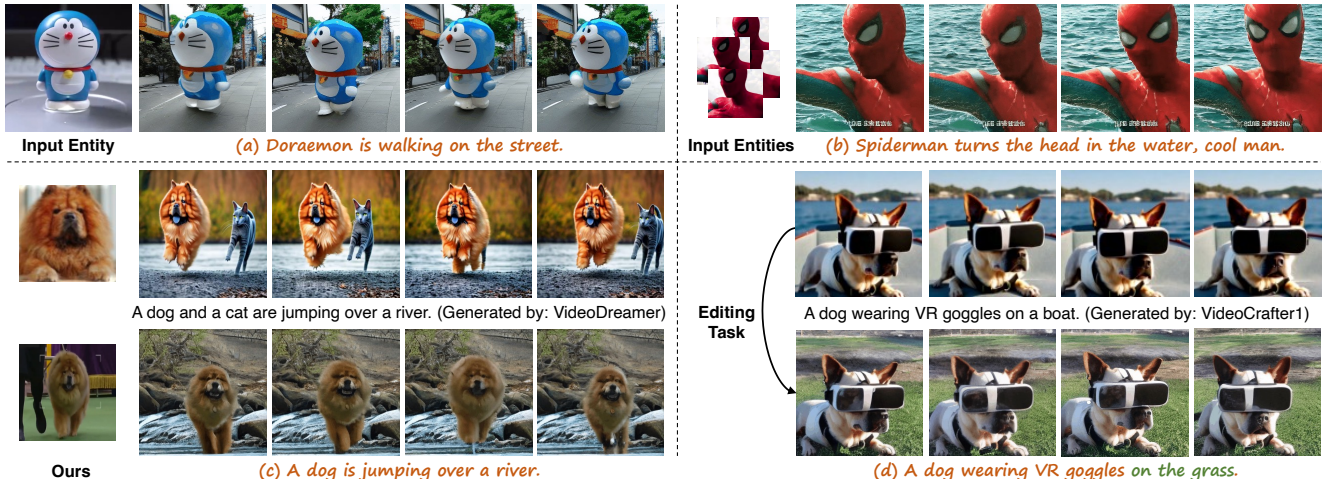 Input Entity
(a) Doraemon is walking on the street.
Input Entities
(b) Spiderman turns the head in the water, cool man.
A dog and a cat are jumping over a river. (Generated by: VideoDreamer)
Ours
(c) A dog is jumping over a river.
Editing
Task
A dog wearing VR goggles on a boat. (Generated by: VideoCrafter1)
(d) A dog wearing VR goggles on the grass.